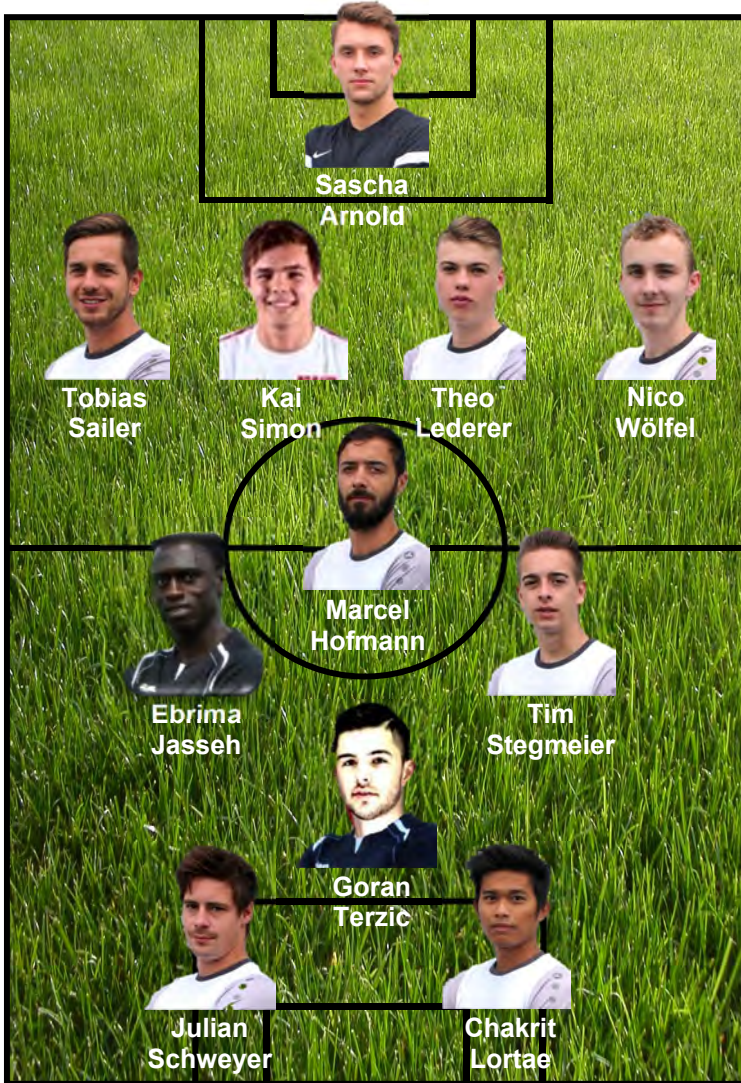 Sascha
Arnold
Tobias
Sailer
Kai
Simon
Theo
Lederer
Nico
Wölfel
Marcel
Hofmann
Ebrima
Jasseh
Tim
Stegmeier
Goran
Terzic
Julian
Schweyer
Chakrit
Lortae